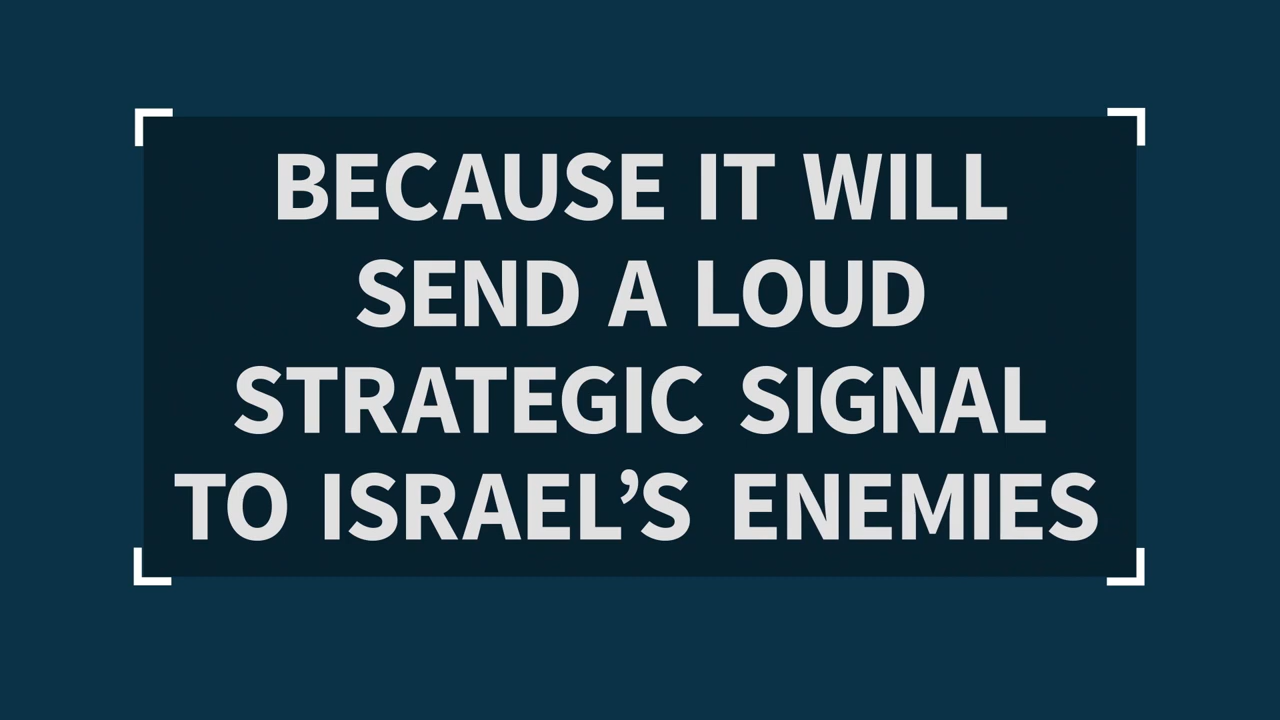 BECAUSE IT WILL
SEND A LOUD
STRATEGIC SIGNAL
TO ISRAEL’S ENEMIES